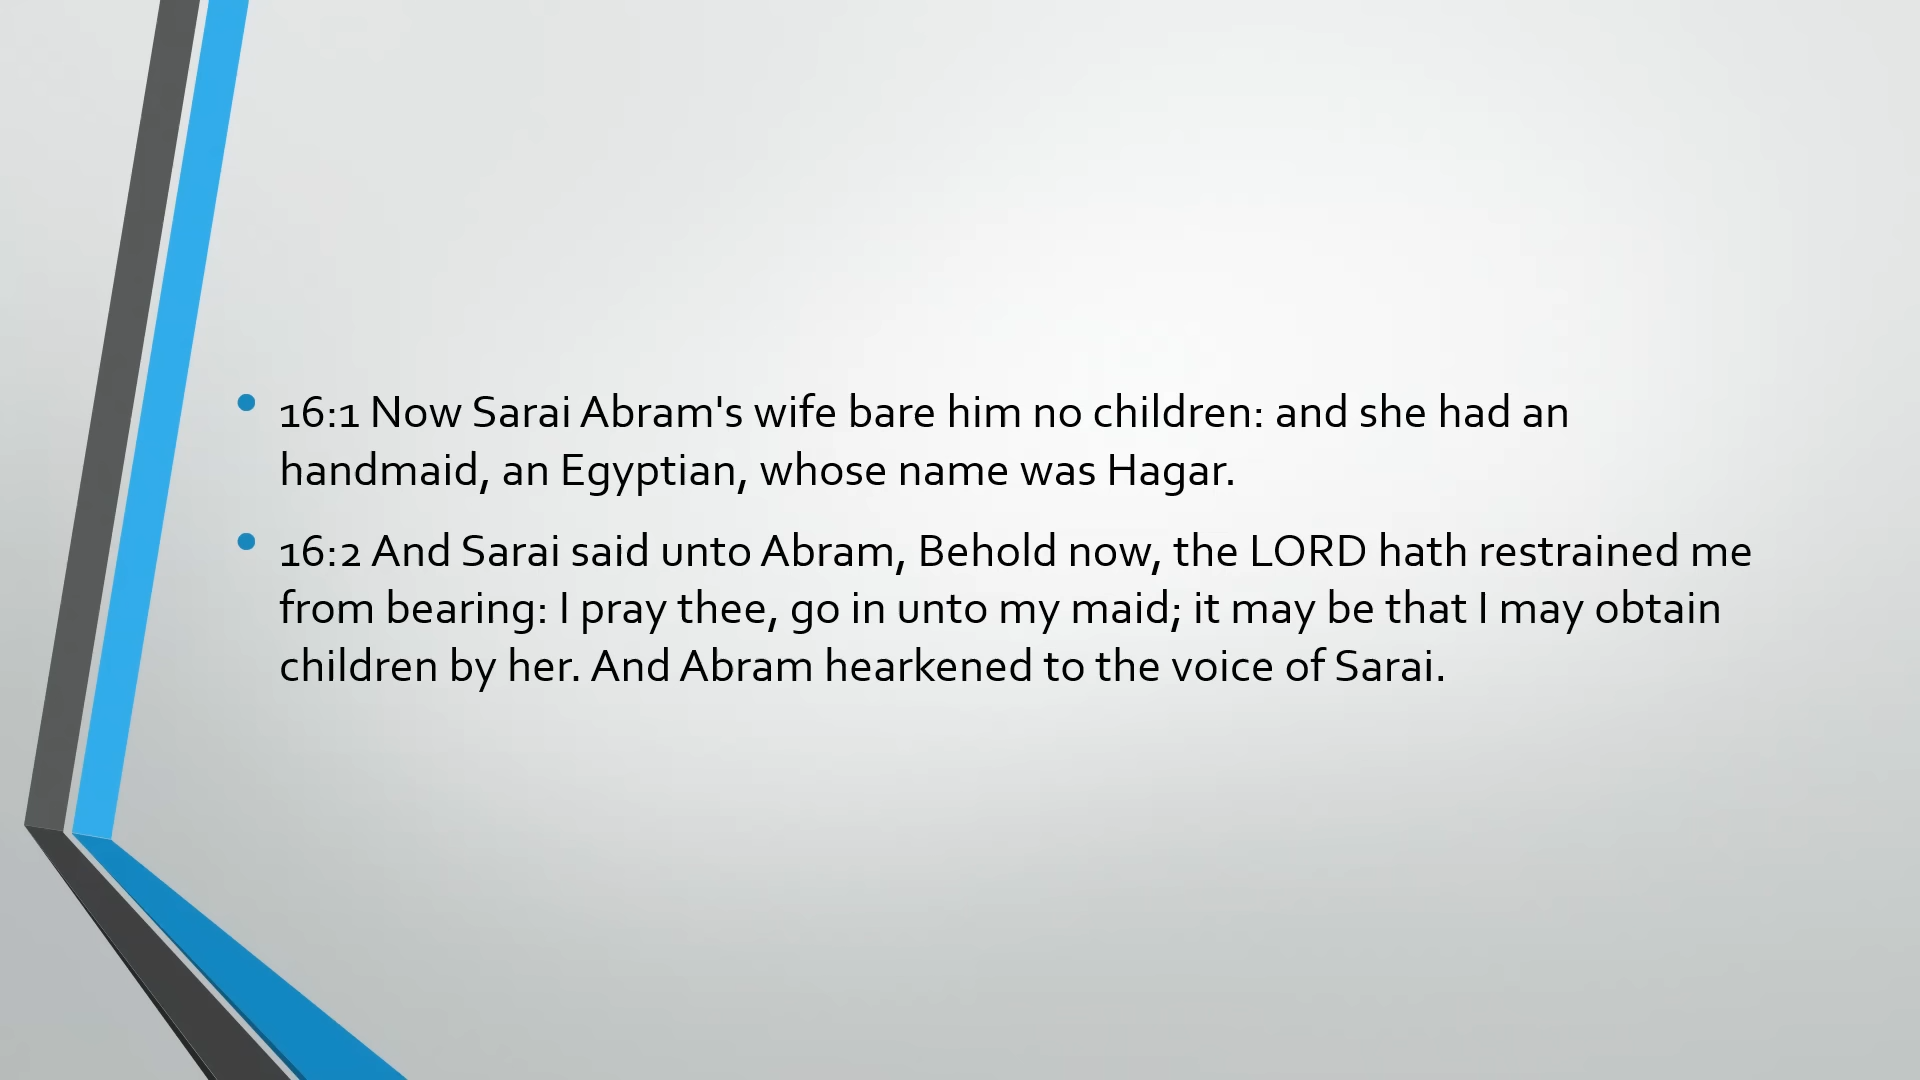 • 16:1 Now Sarai Abram's wife bare him no children: and she had an
handmaid, an Egyptian, whose name was Hagar.
• 16:2 And Sarai said unto Abram, Behold now, the LORD hath restrained me
from bearing: I pray thee, go in unto my maid; it may be that I may obtain
children by her. And Abram hearkened to the voice of Sarai.